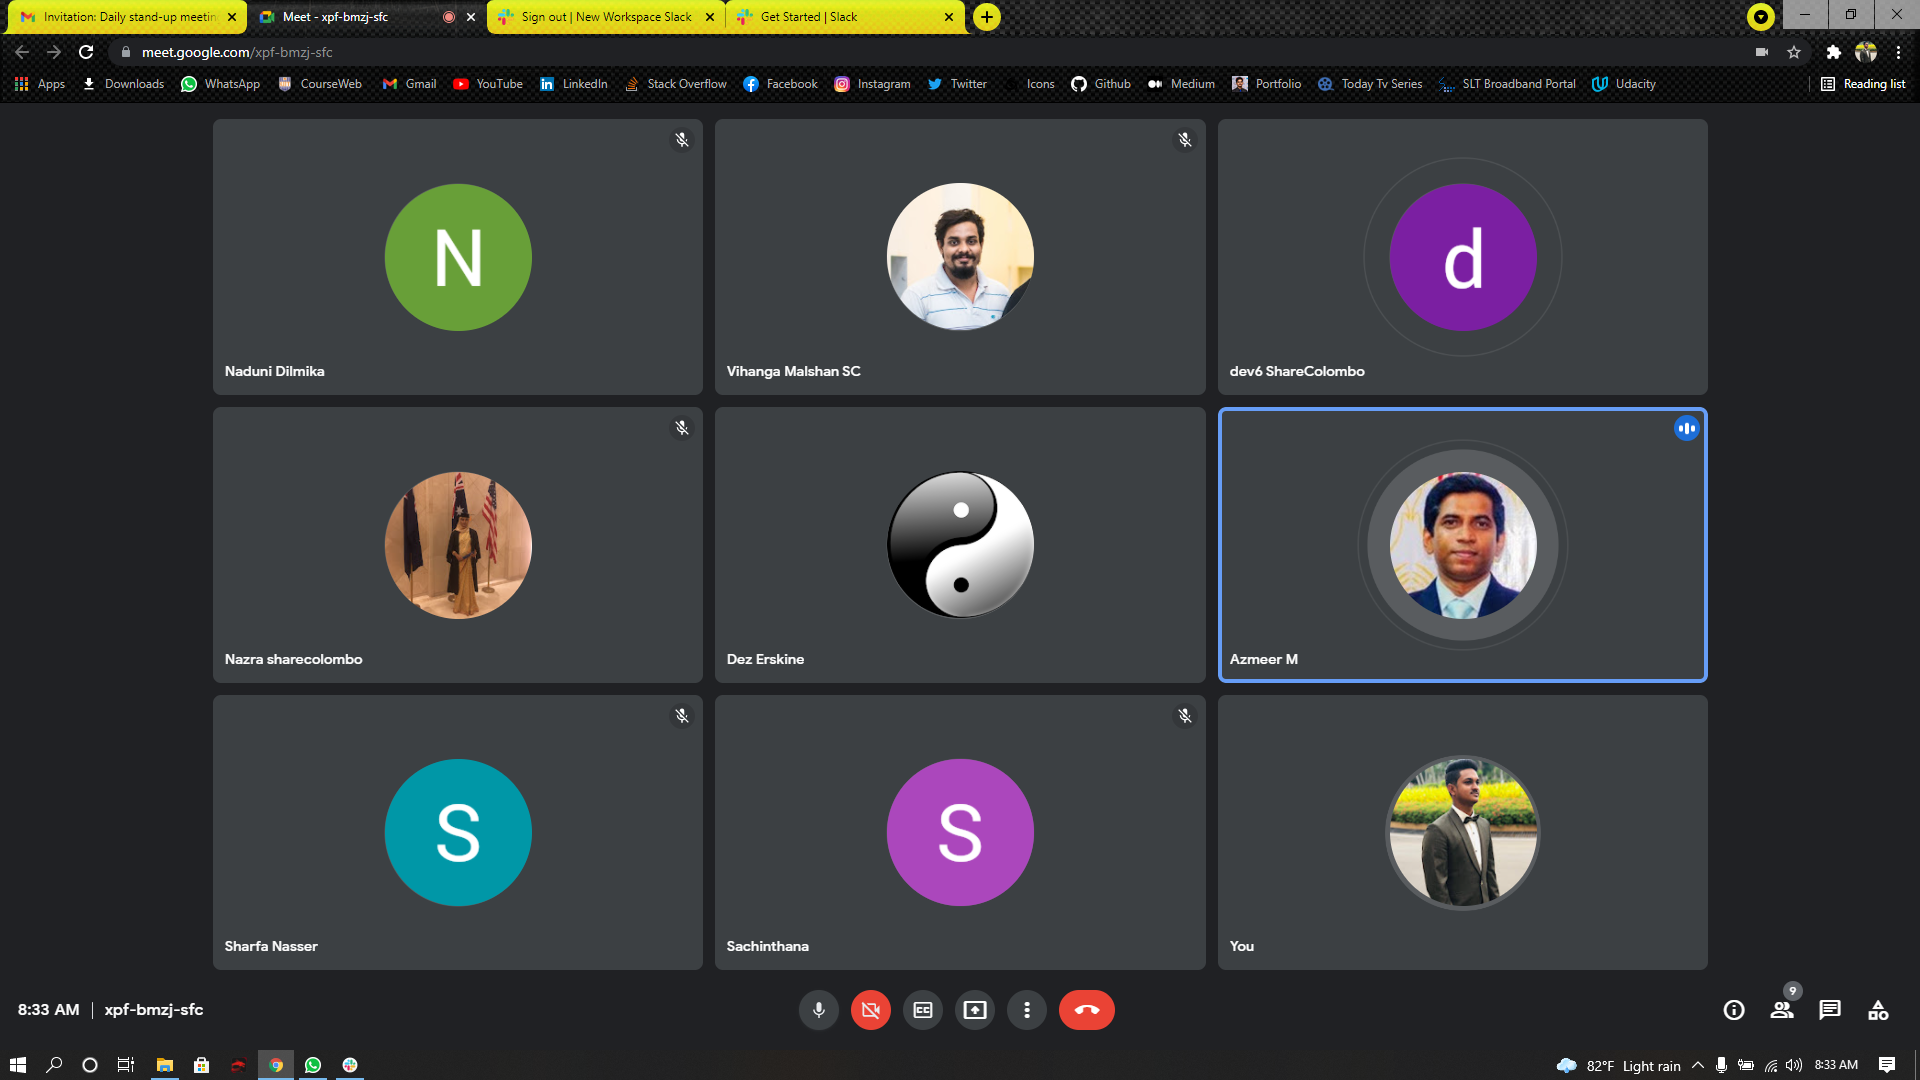 Invitation: Daily stand-up meetin
Meet - xpf-bmzj-sfc
Sign out | New Workspace Slack
Get Started | Slack
meet.google.com/xpf-bmzj-sfc
Apps Downloads WhatsApp CourseWeb Gmail YouTube LinkedIn Stack Overflow Facebook Instagram Twitter Icons Github Medium Portfolio Today Tv Series SLT Broadband Portal Udacity Reading list
N
d
Naduni Dilmika
Vihanga Malshan SC
dev6 ShareColombo
Nazra sharecolombo
Dez Erskine
Azmeer M
S
S
Sharfa Nasser
Sachinthana
You
8:33 AM | xpf-bmzj-sfc
9
82°F Light rain
8:33 AM